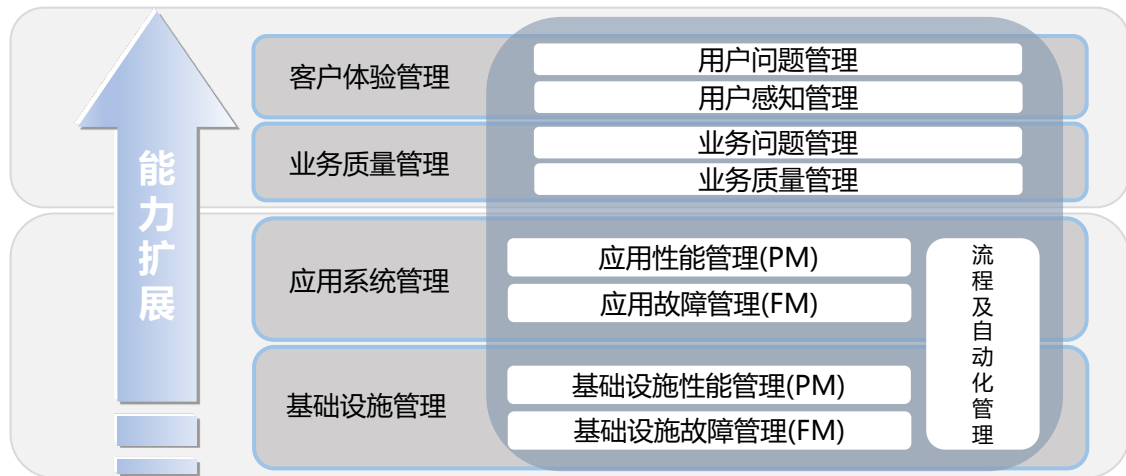 能力扩展
客户体验管理
用户问题管理
用户感知管理
业务质量管理
业务问题管理
业务质量管理
应用系统管理
应用性能管理(PM)
应用故障管理(FM)
基础设施管理
基础设施性能管理(PM)
基础设施故障管理(FM)
流程及自动化管理